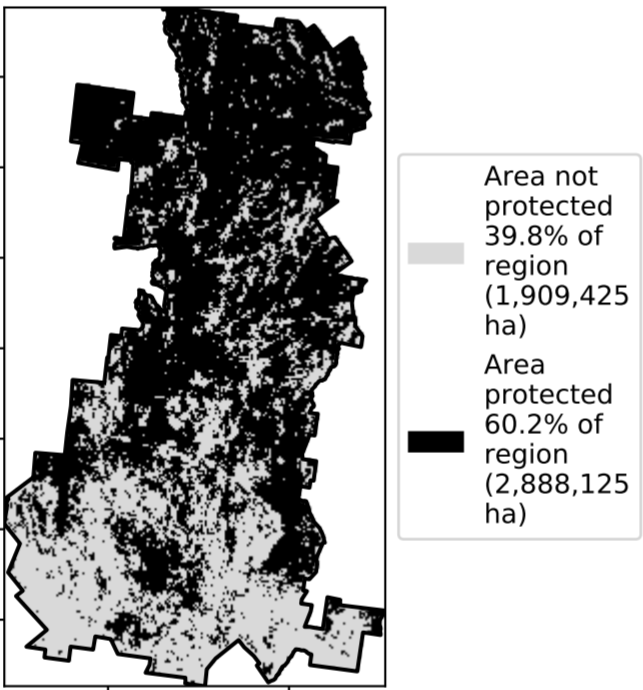 Area not
protected
39.8% of
region
(1,909,425
ha)
Area
protected
60.2% of
region
(2,888,125
ha)